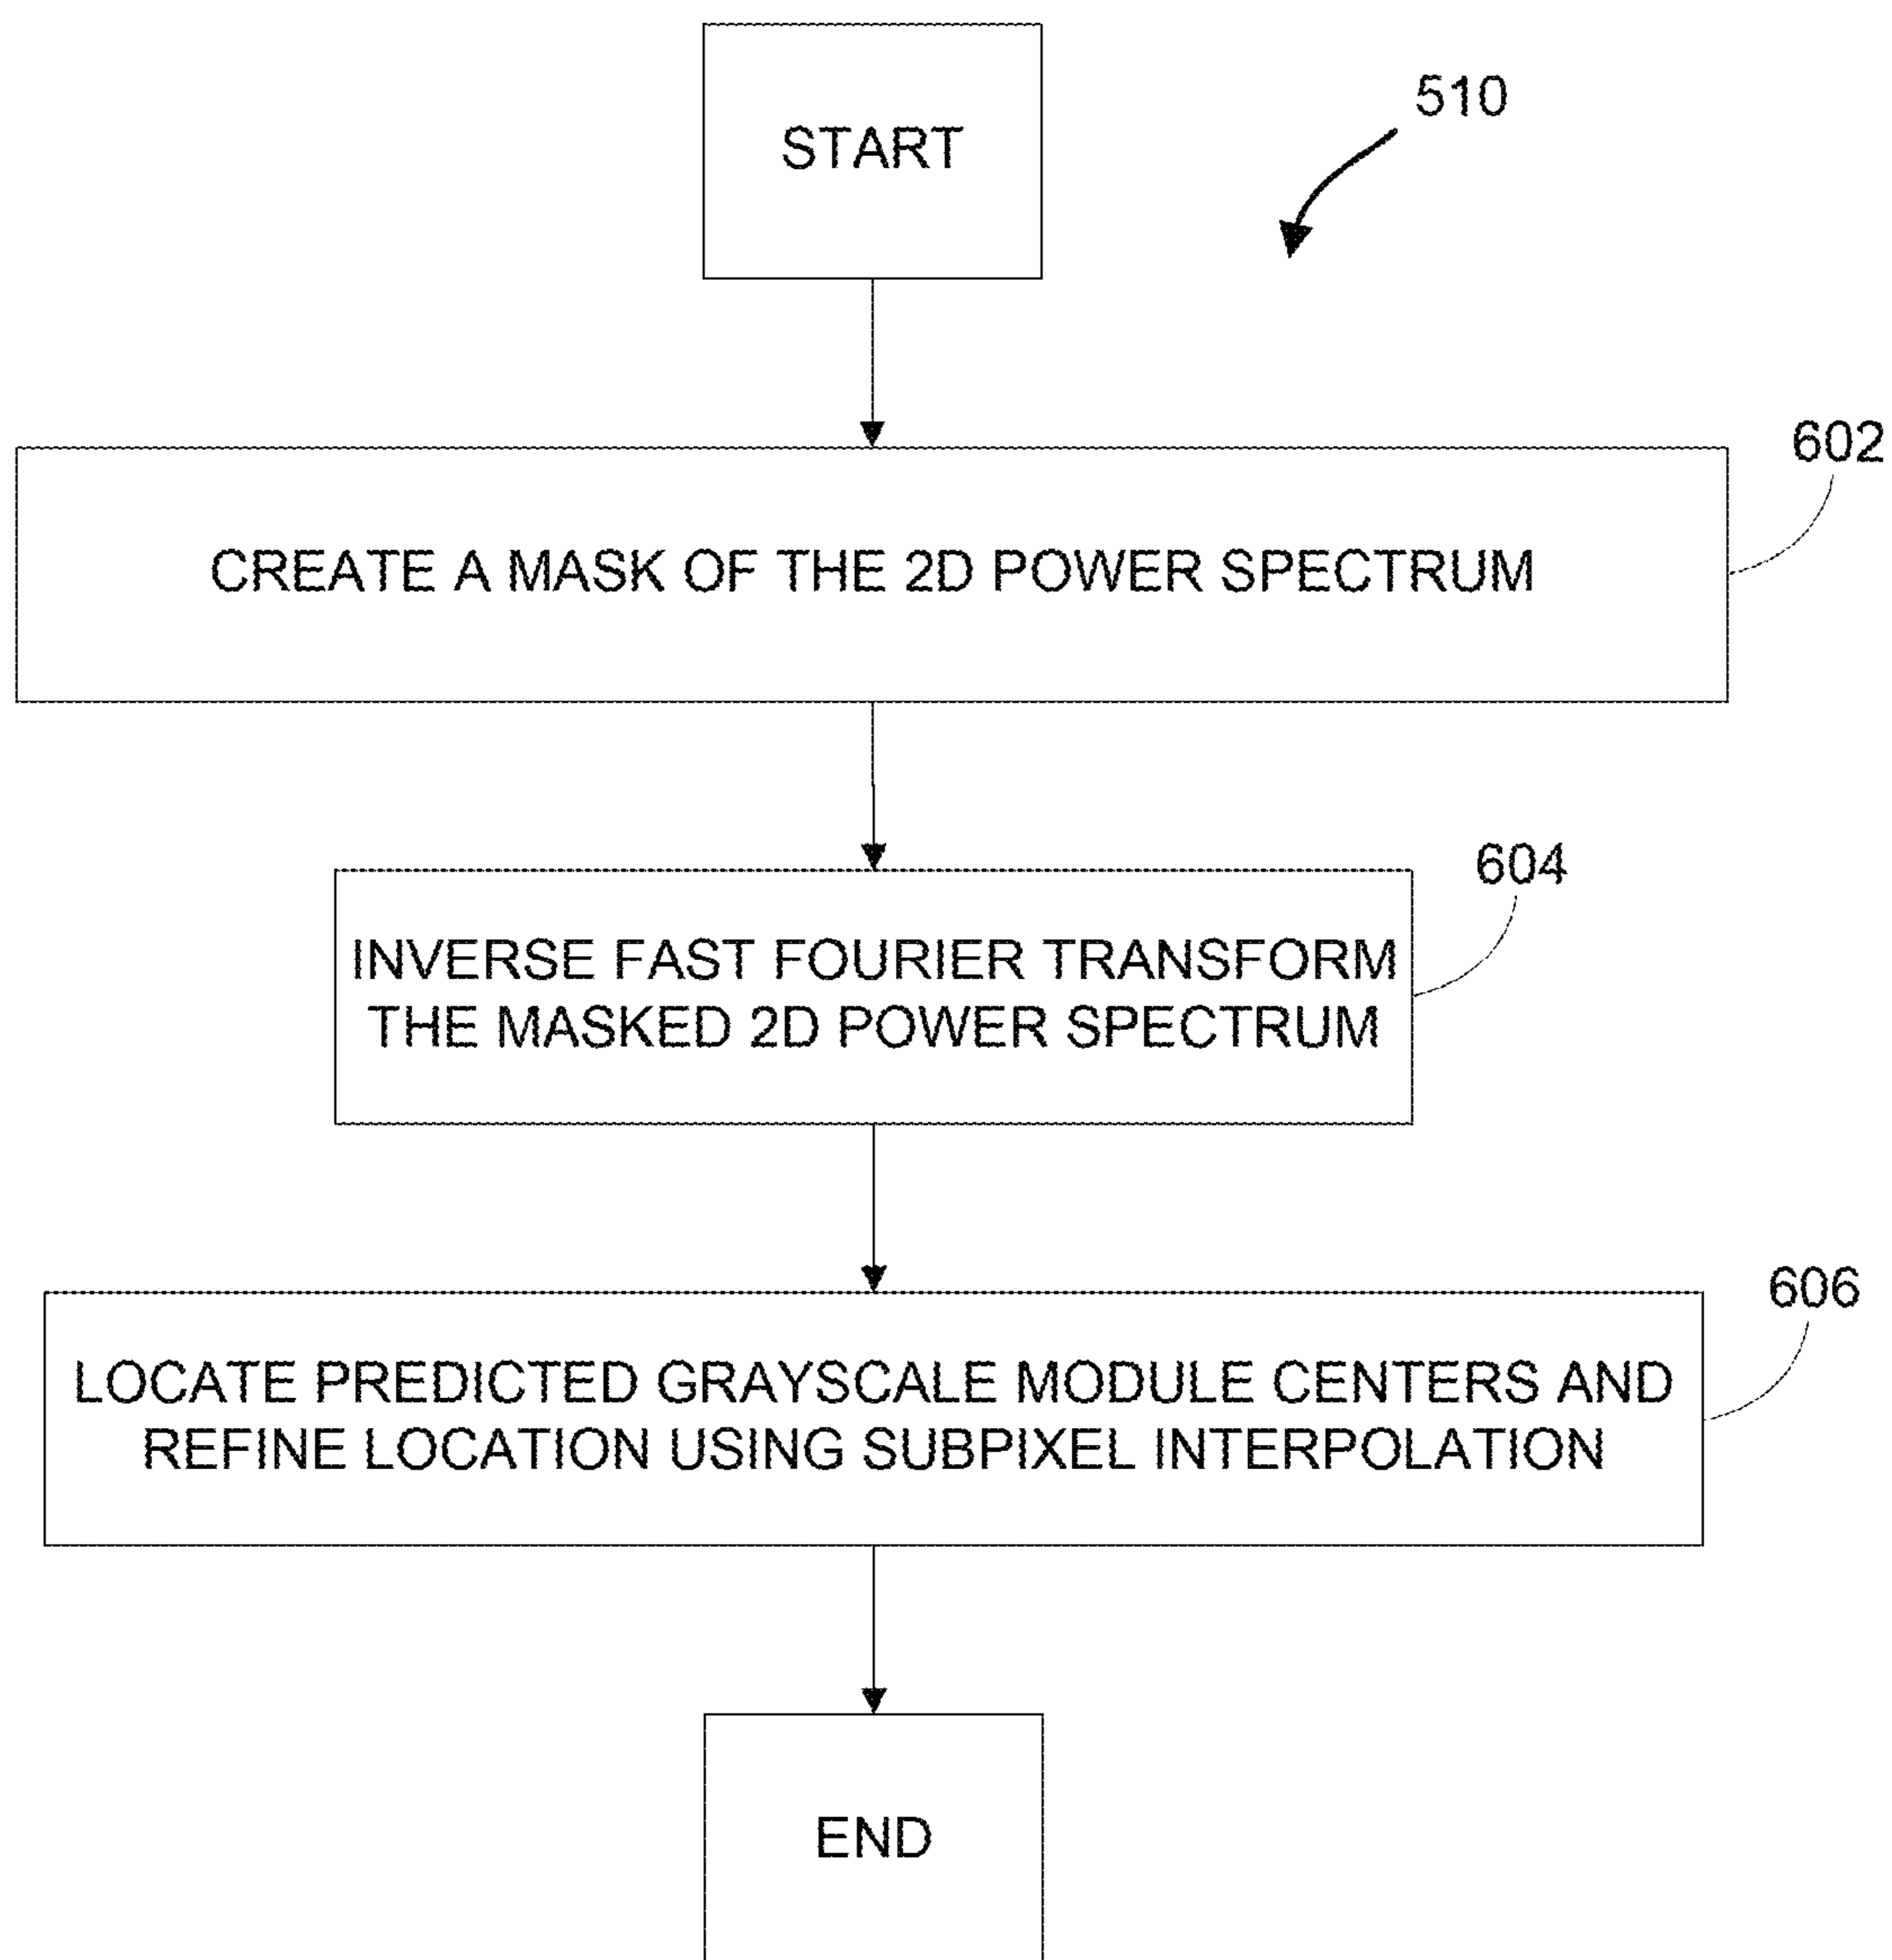 START
510
602
CREATE A MASK OF THE 2D POWER SPECTRUM
604
INVERSE FAST FOURIER TRANSFORM
THE MASKED 2D POWER SPECTRUM
606
LOCATE PREDICTED GRAYSCALE MODULE CENTERS AND
REFINE LOCATION USING SUBPIXEL INTERPOLATION
END